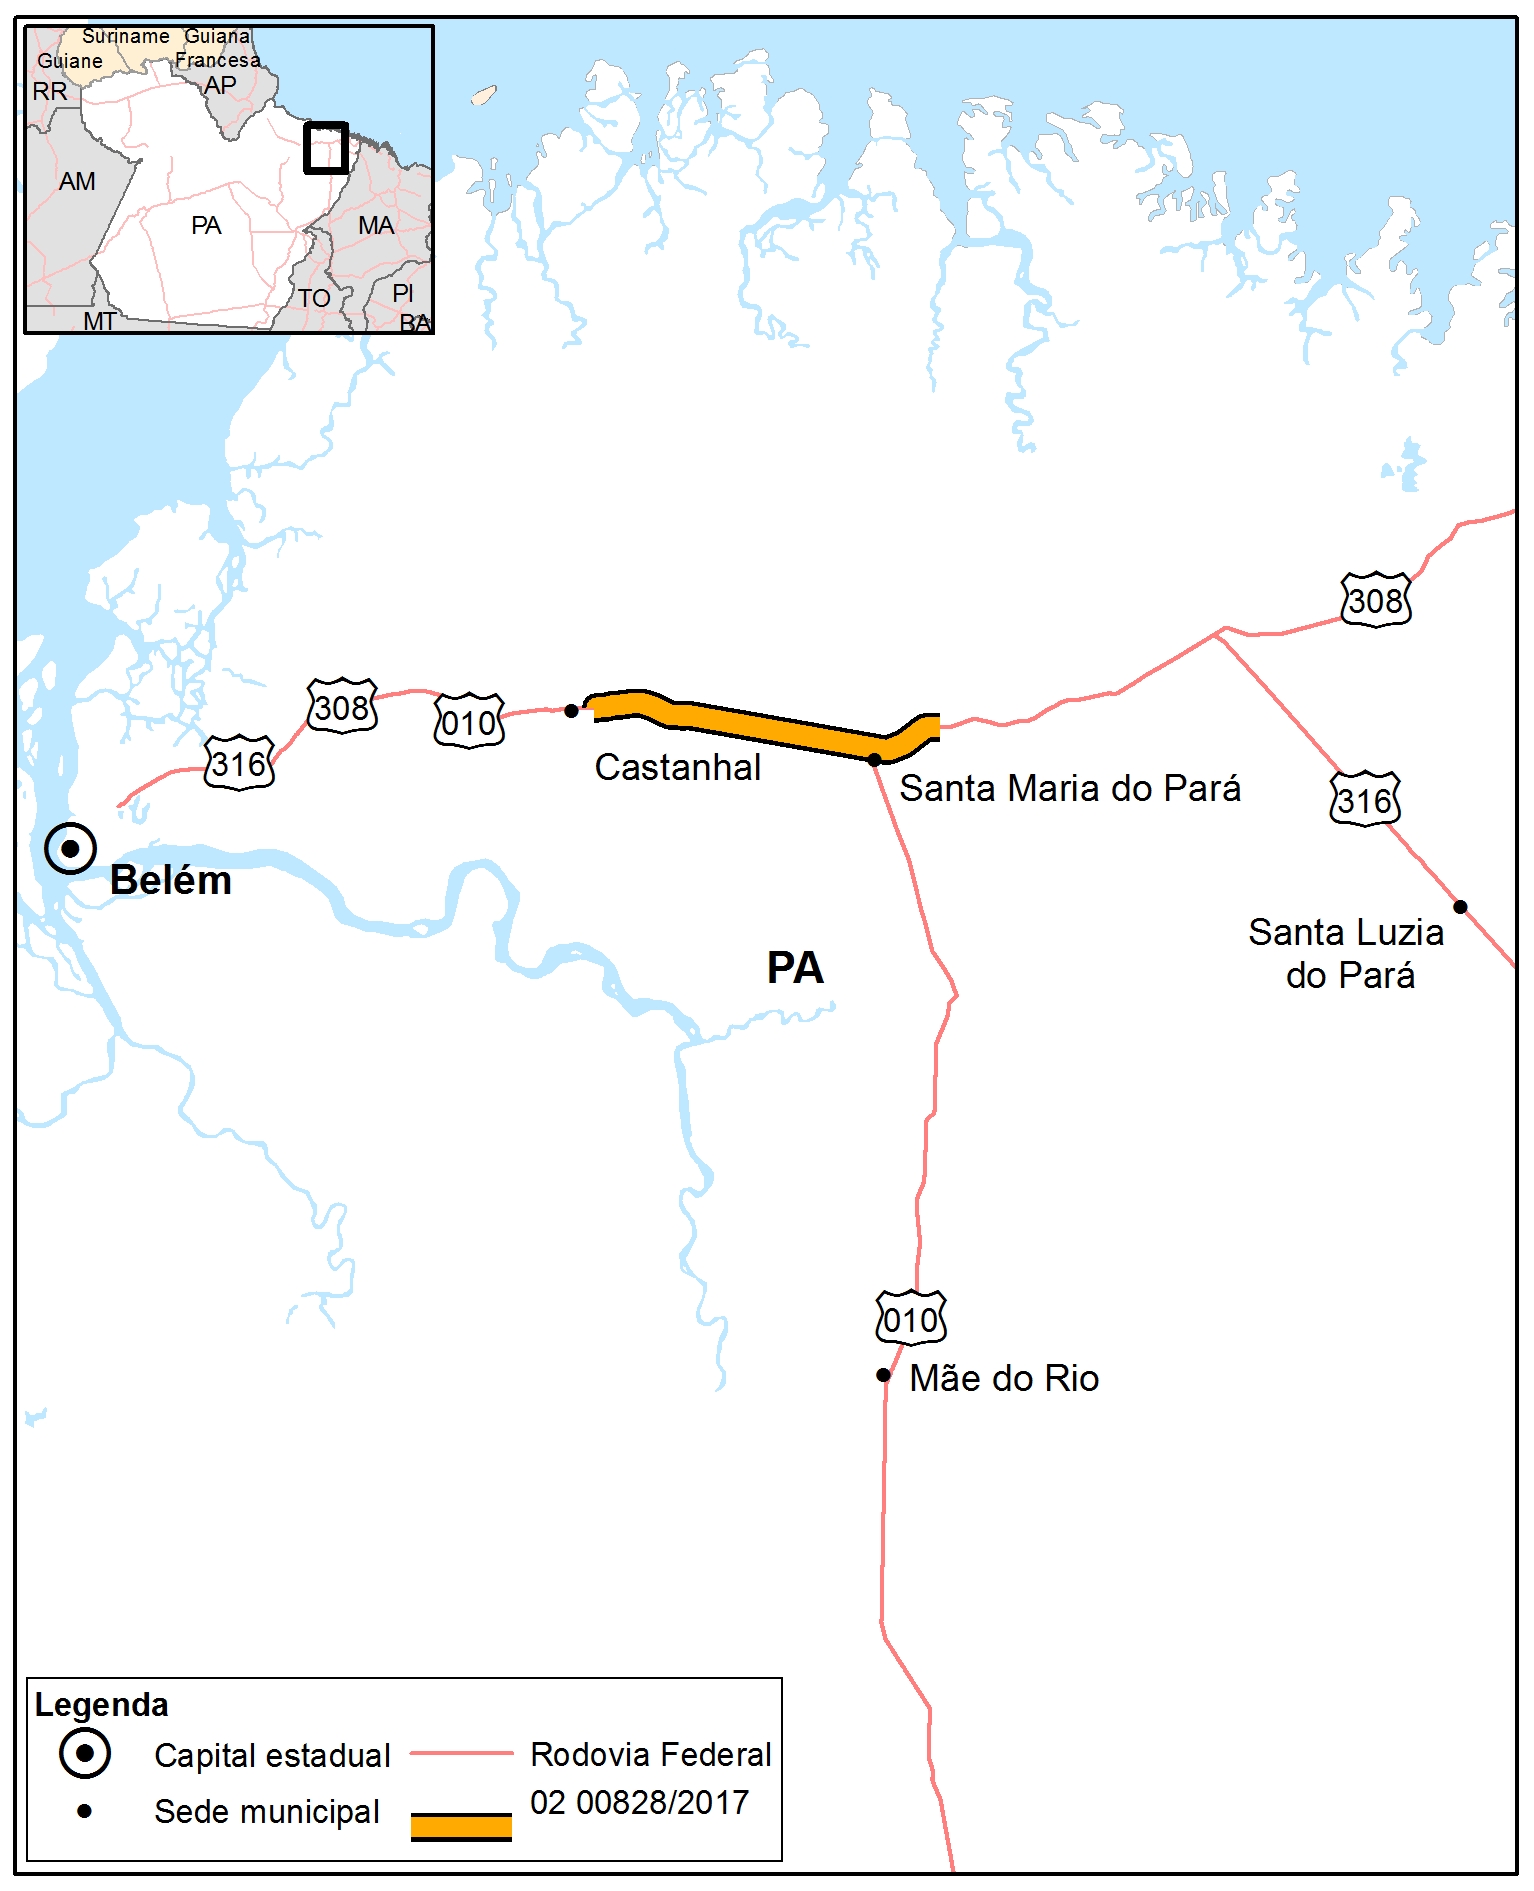 Suriname
Guiana
Guiane
Francesa
RR
AP
AM
PA
MA
TO
PI
MT
BA
308
308
010
316
Castanhal
Santa Maria do Pará
316
Belém
Santa Luzia
do Pará
PA
010
Mãe do Rio
Legenda
Capital estadual
Rodovia Federal
Sede municipal
02 00828/2017